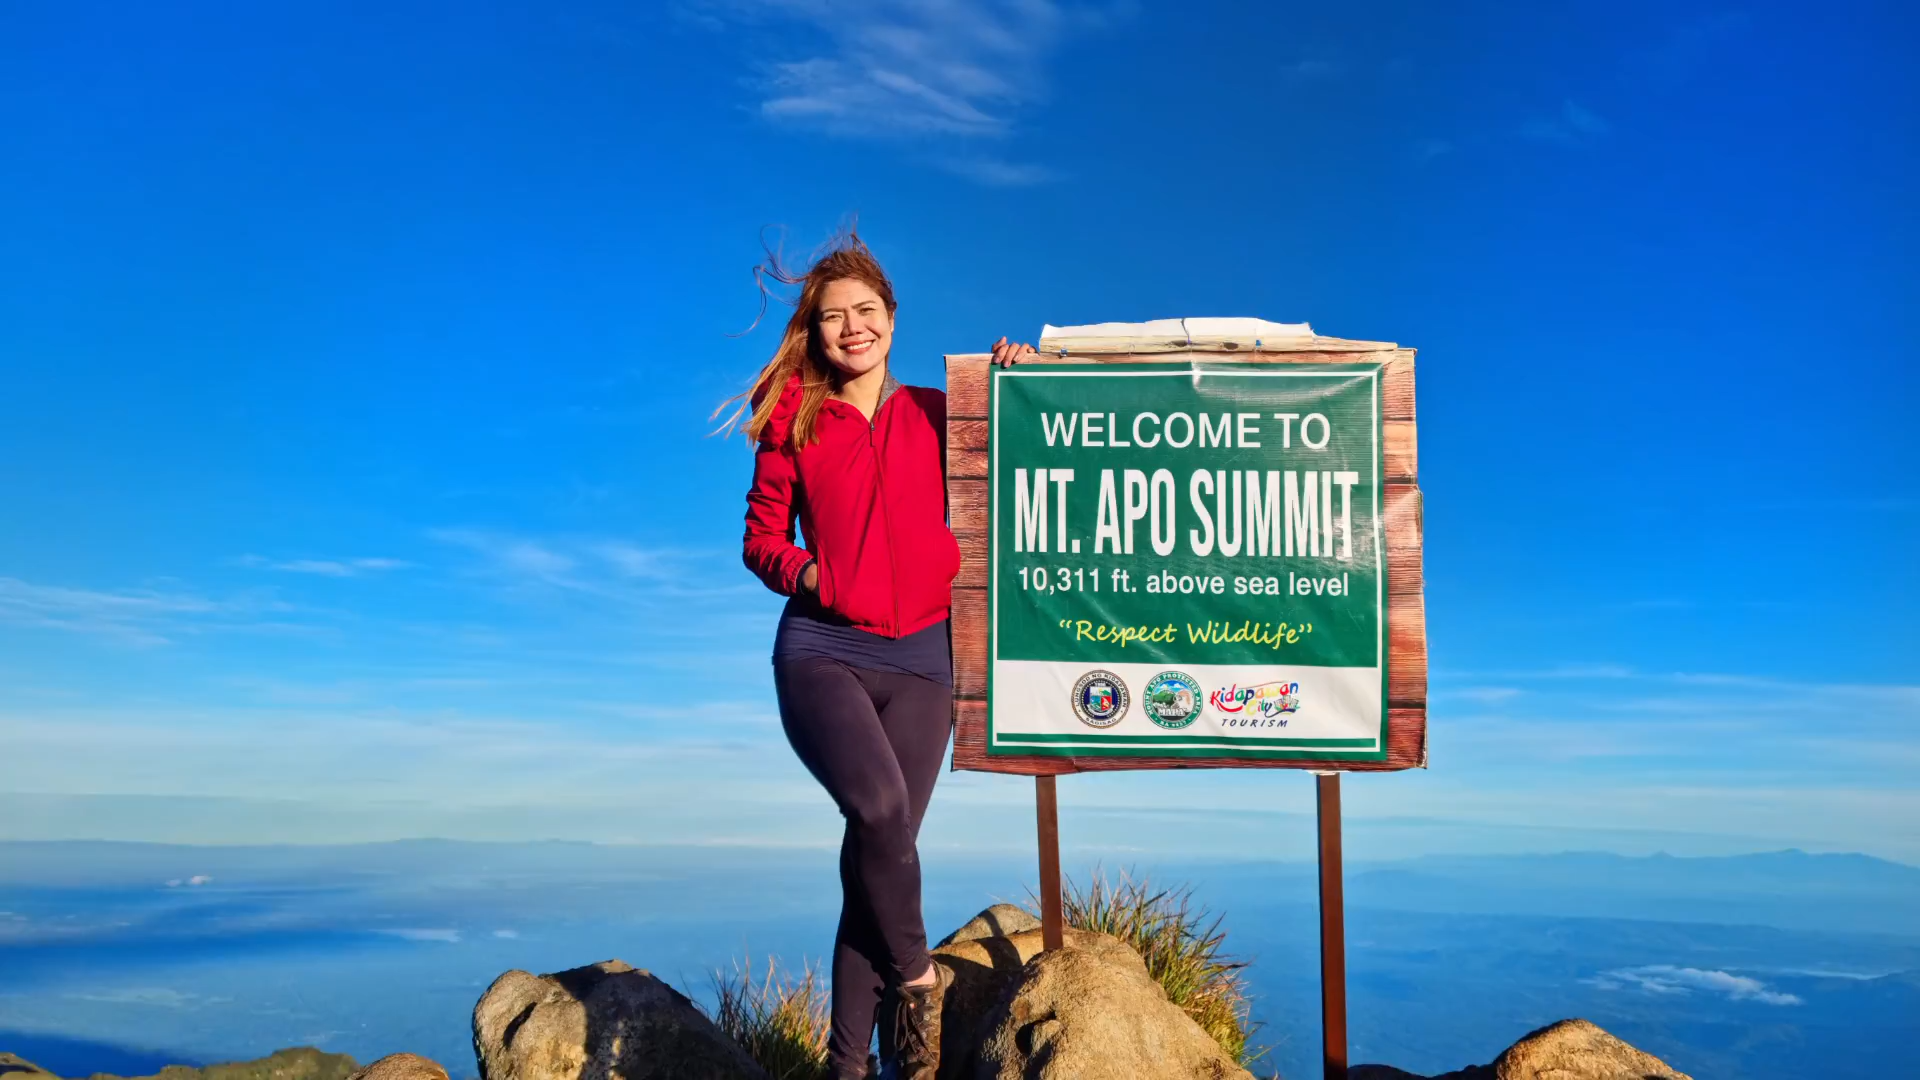 WELCOME TO
MT. APO SUMMIT
10,311 ft. above sea level
“Respect Wildlife”
Kidapawan
City
TOURISM